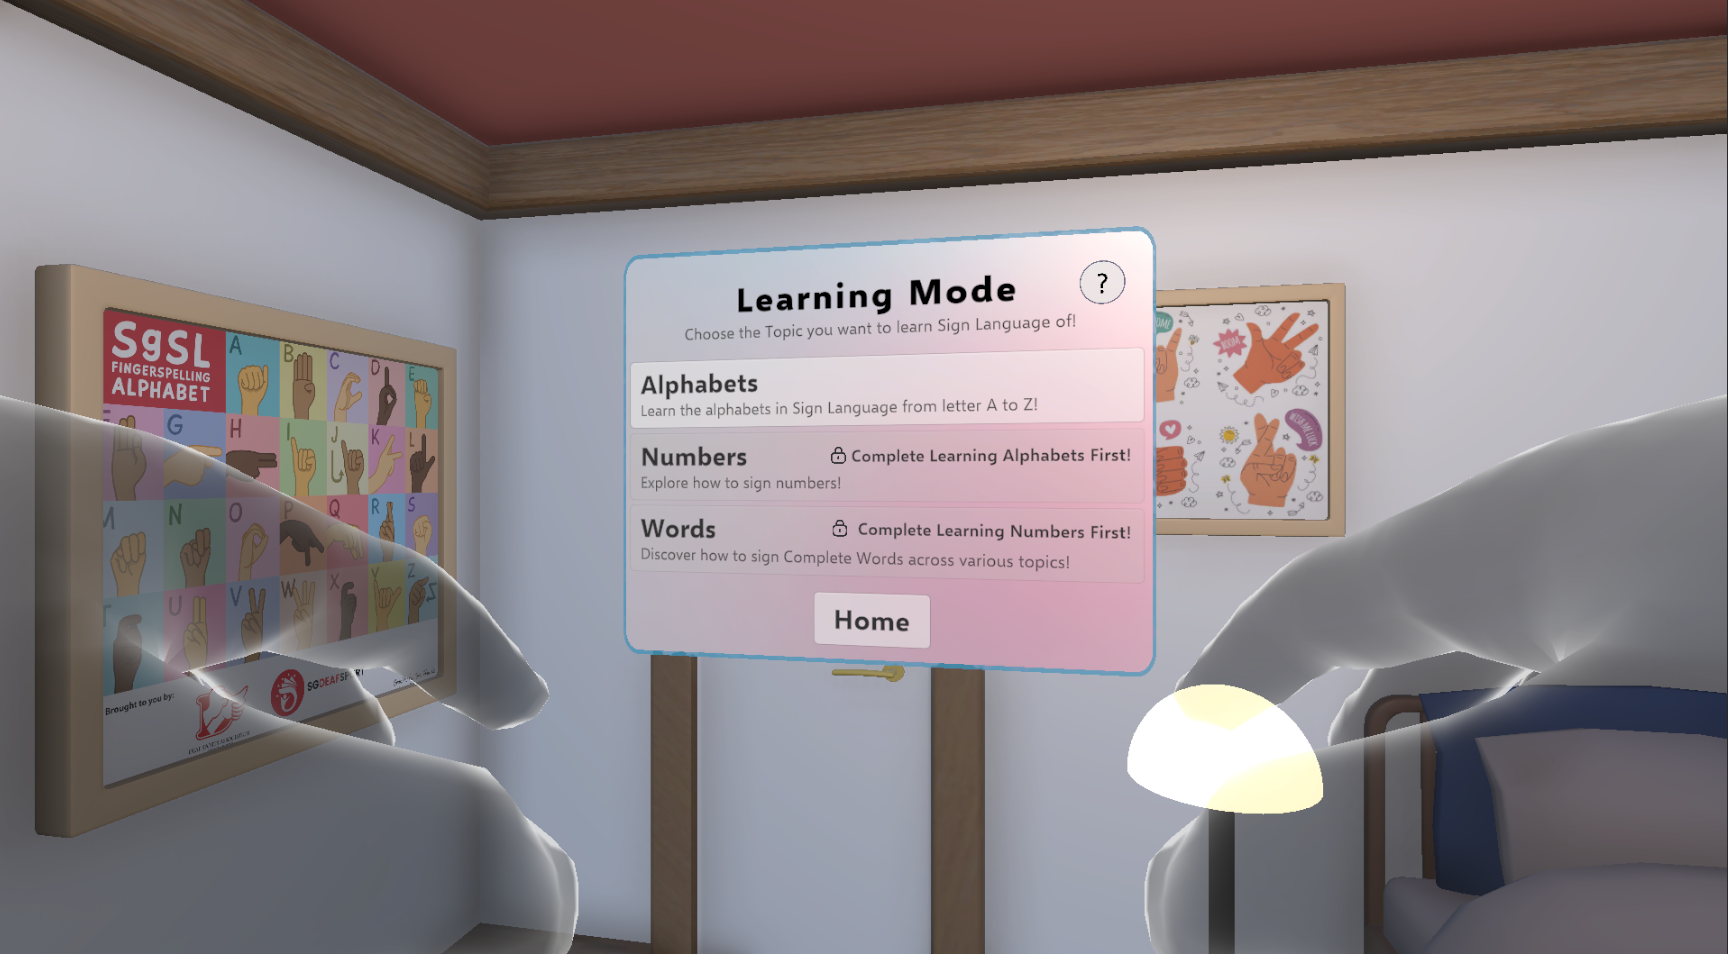 Learning Mode
?
Choose the Topic you want to learn Sign Language of!
Alphabets
Learn the alphabets in Sign Language from letter A to Z!
Numbers
Complete Learning Alphabets First!
Explore how to sign numbers!
Words
Complete Learning Numbers First!
Discover how to sign Complete Words across various topics!
Home
SgSL
FINGERSPELLING
ALPHABET
A B C D E
F G H I J K L
M N O P Q R S
T U V W X Y Z
Brought to you by:
SGDEAFSPORT
BOOM